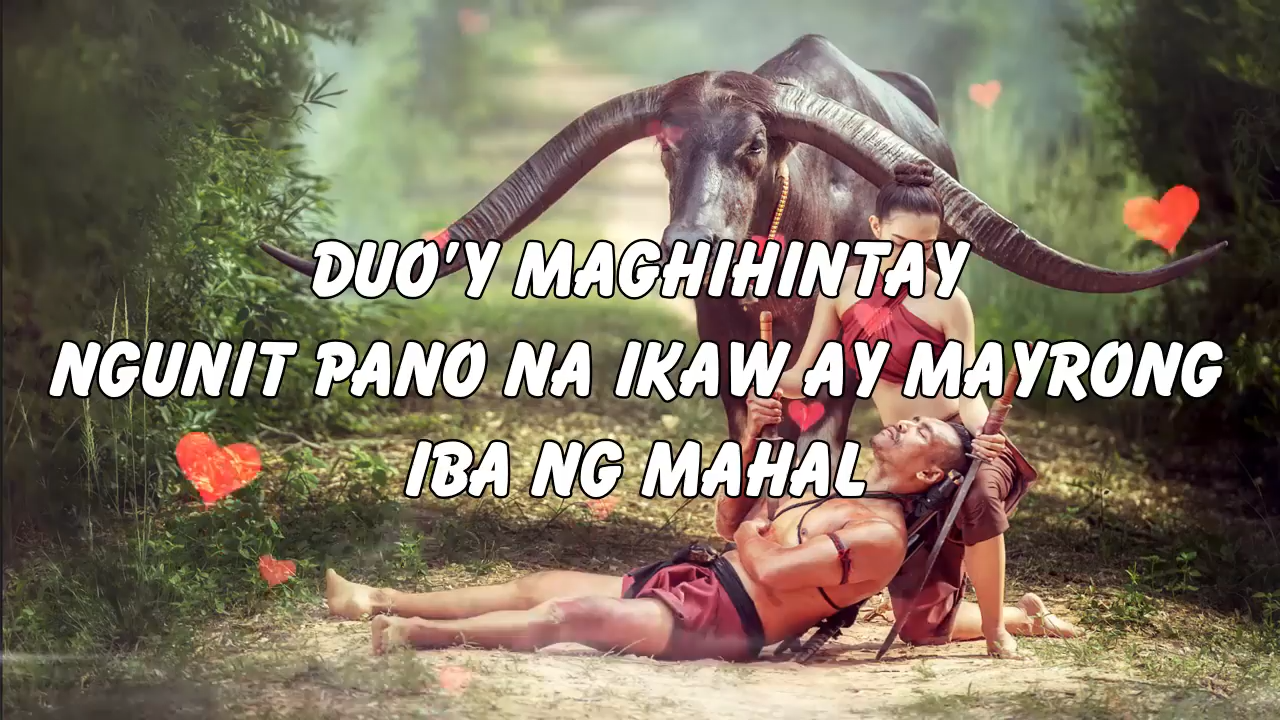 DUO'Y MAGHIHINTAY
NGUNIT PANO NA IKAW AY MAYRONG
IBA NG MAHAL